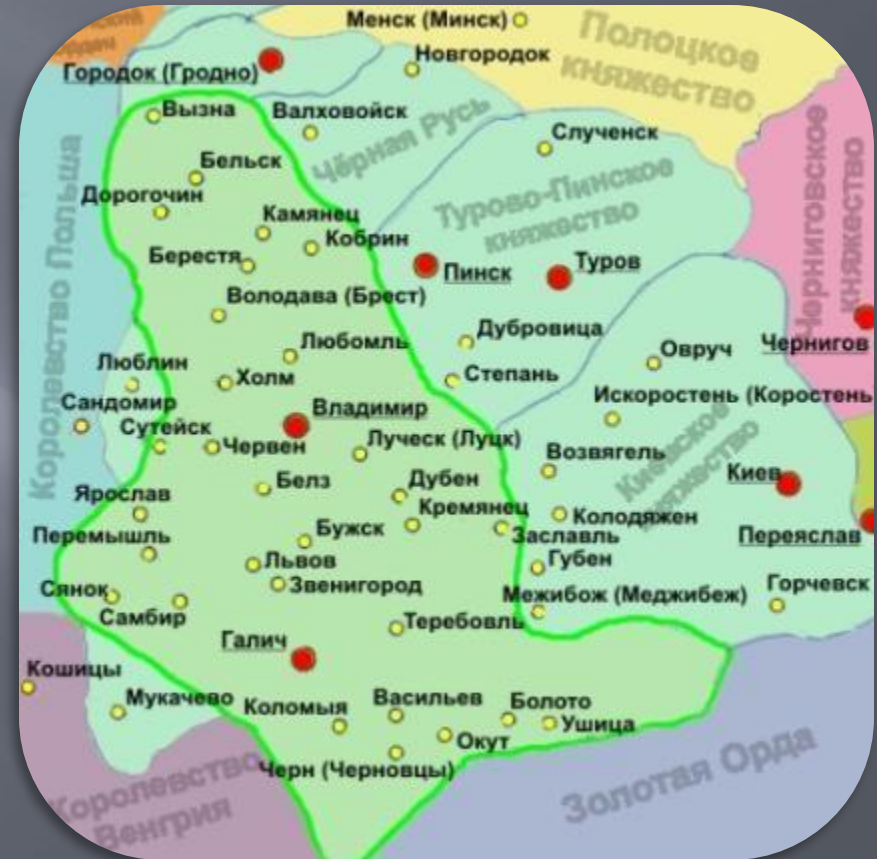 Менск (Минск)
Полоцкое
княжество
Новгородок
Городок (Гродно)
Вызна
Валховойск
Чёрная Русь
Слученск
Черниговское
княжество
Бельск
Дорогочин
Турово-Пинское
княжество
Камянец
Кобрин
Берестя
Пинск
Туров
Королевство Польша
Володава (Брест)
Чернигов
Любомль
Дубровица
Овруч
Люблин
Холм
Степань
Сандомир
Владимир
Искоростень (Коростень
Сутейск
Червен
Луческ (Луцк)
Возвягель
Киевское
княжество
Киев
Белз
Дубен
Ярослав
Кремянец
Колодяжен
Перемышль
Бужск
Заславль
Переяслав
Львов
Губен
Сянок
Звенигород
Межибож (Меджибеж)
Горчевск
Самбир
Теребовль
Галич
Кошицы
Мукачево
Коломыя
Васильев
Болото
Ушица
Окут
Черн (Черновцы)
Королевство
Венгрия
Золотая Орда